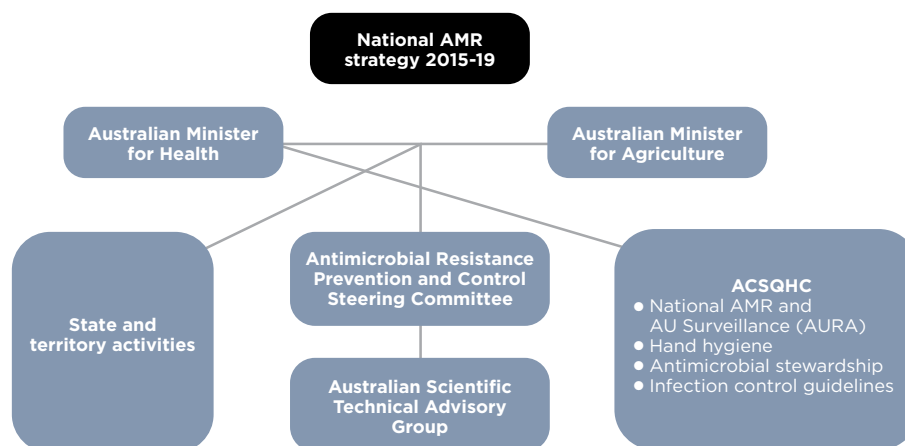 National AMR
strategy 2015-19
Australian Minister
for Health
Australian Minister
for Agriculture
State and
territory activities
Antimicrobial Resistance
Prevention and Control
Steering Committee
Australian Scientific
Technical Advisory
Group
ACSQHC
● National AMR and
AU Surveillance (AURA)
● Hand hygiene
● Antimicrobial stewardship
● Infection control guidelines